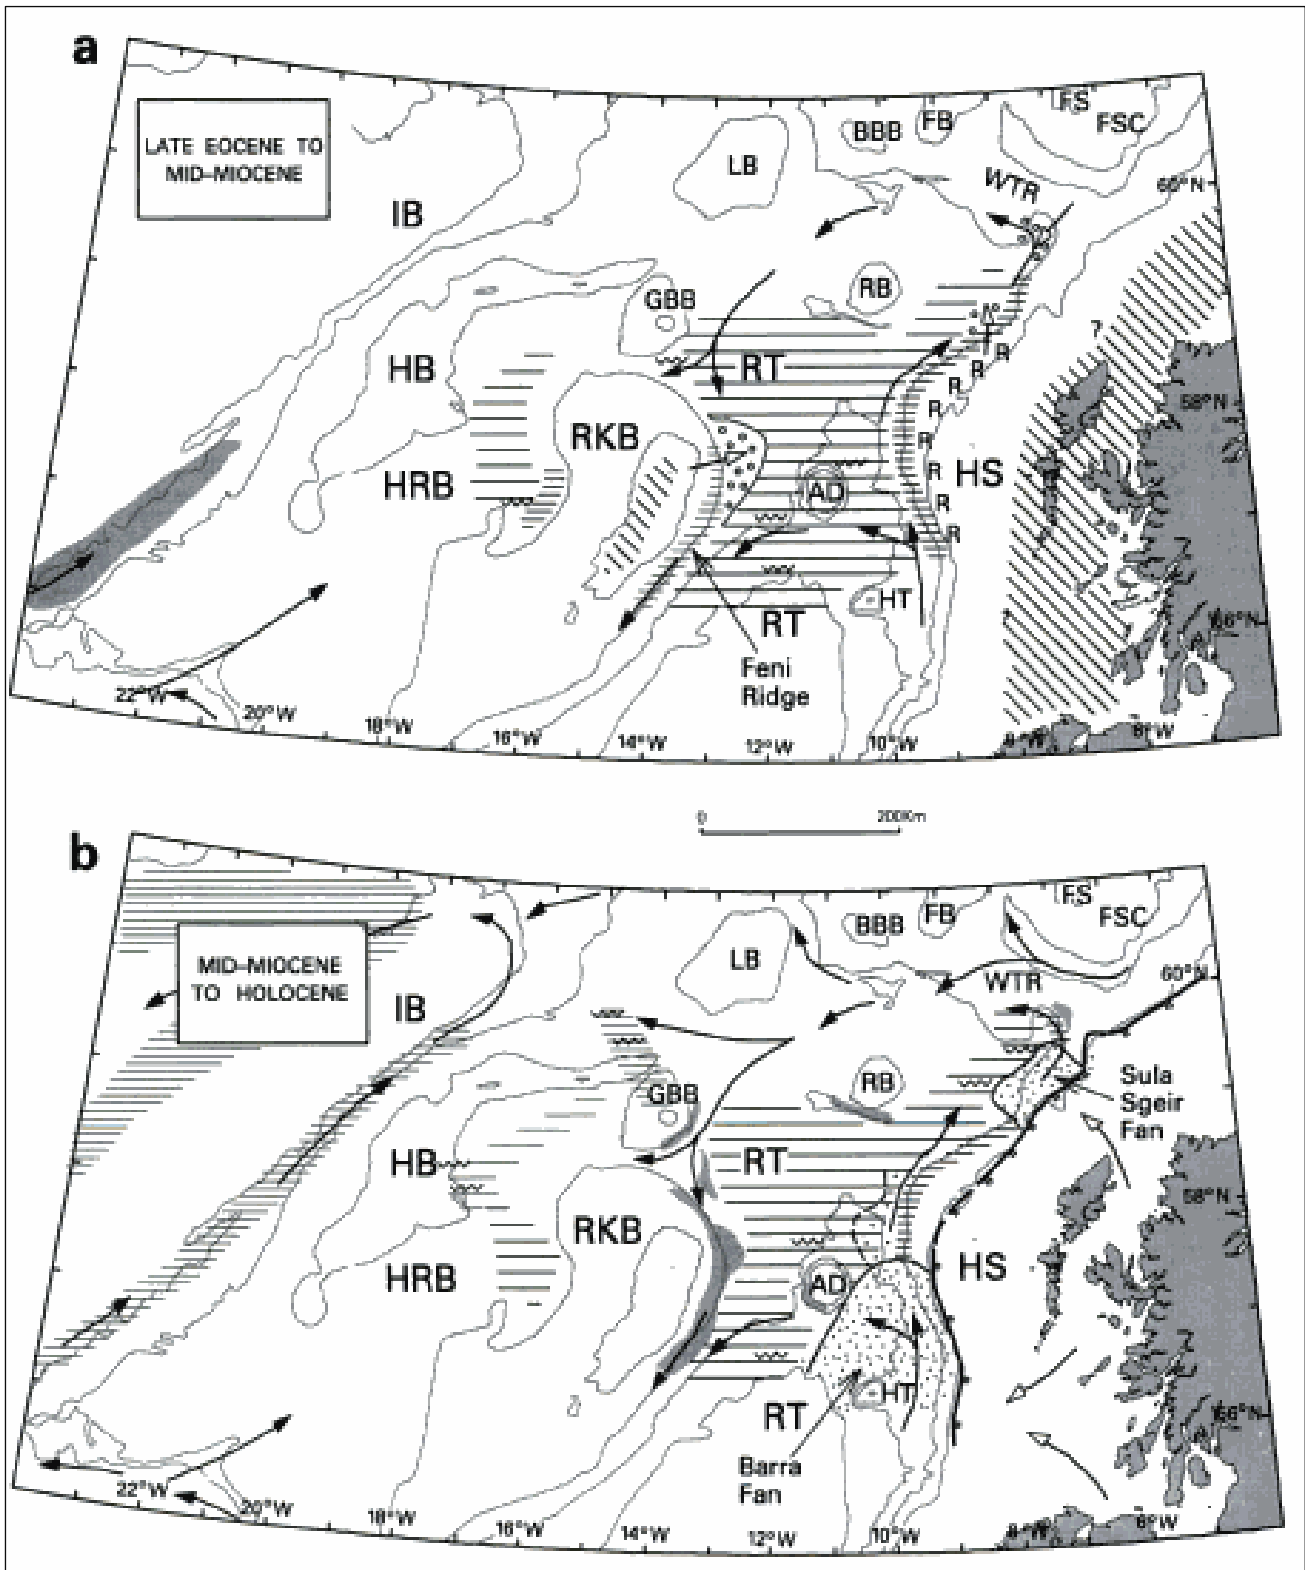 a
LATE EOCENE TO
MID-MIOCENE
IB
LB
BBB
FB
FS
FSC
WTR
60°N
GBB
RB
HB
RT
R
R
R
R
58°N
RKB
R
HRB
AD
R
HS
R
R
HT
RT
56°N
Feni
Ridge
22°W
20°W
18°W
16°W
14°W
12°W
10°W
8°W
6°W
?
0
200Km
b
MID-MIOCENE
TO HOLOCENE
IB
LB
BBB
FB
FS
FSC
WTR
60°N
GBB
RB
Sula
Sgeir
Fan
HB
RT
58°N
RKB
HRB
AD
HS
HT
RT
56°N
Barra
Fan
22°W
20°W
18°W
16°W
14°W
12°W
10°W
8°W
6°W